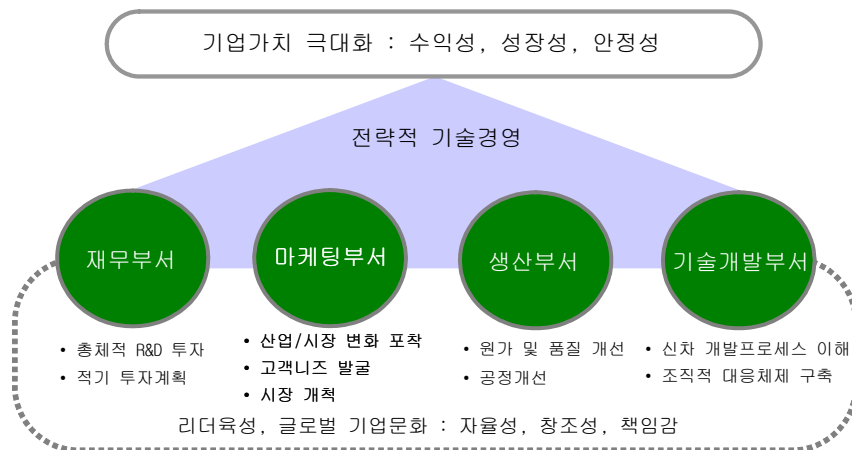 기업가치 극대화 : 수익성, 성장성, 안정성
전략적 기술경영
재무부서
마케팅부서
생산부서
기술개발부서
• 총체적 R&D 투자
• 적기 투자계획
• 산업/시장 변화 포착
• 고객니즈 발굴
• 시장 개척
• 원가 및 품질 개선
• 공정개선
• 신차 개발프로세스 이해
• 조직적 대응체제 구축
리더육성, 글로벌 기업문화 : 자율성, 창조성, 책임감